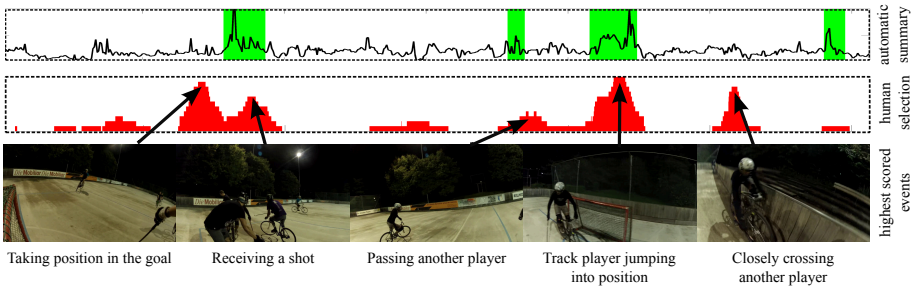 automatic
summary
human
selection
highest scored
events
Taking position in the goal
Receiving a shot
Passing another player
Track player jumping
into position
Closely crossing
another player